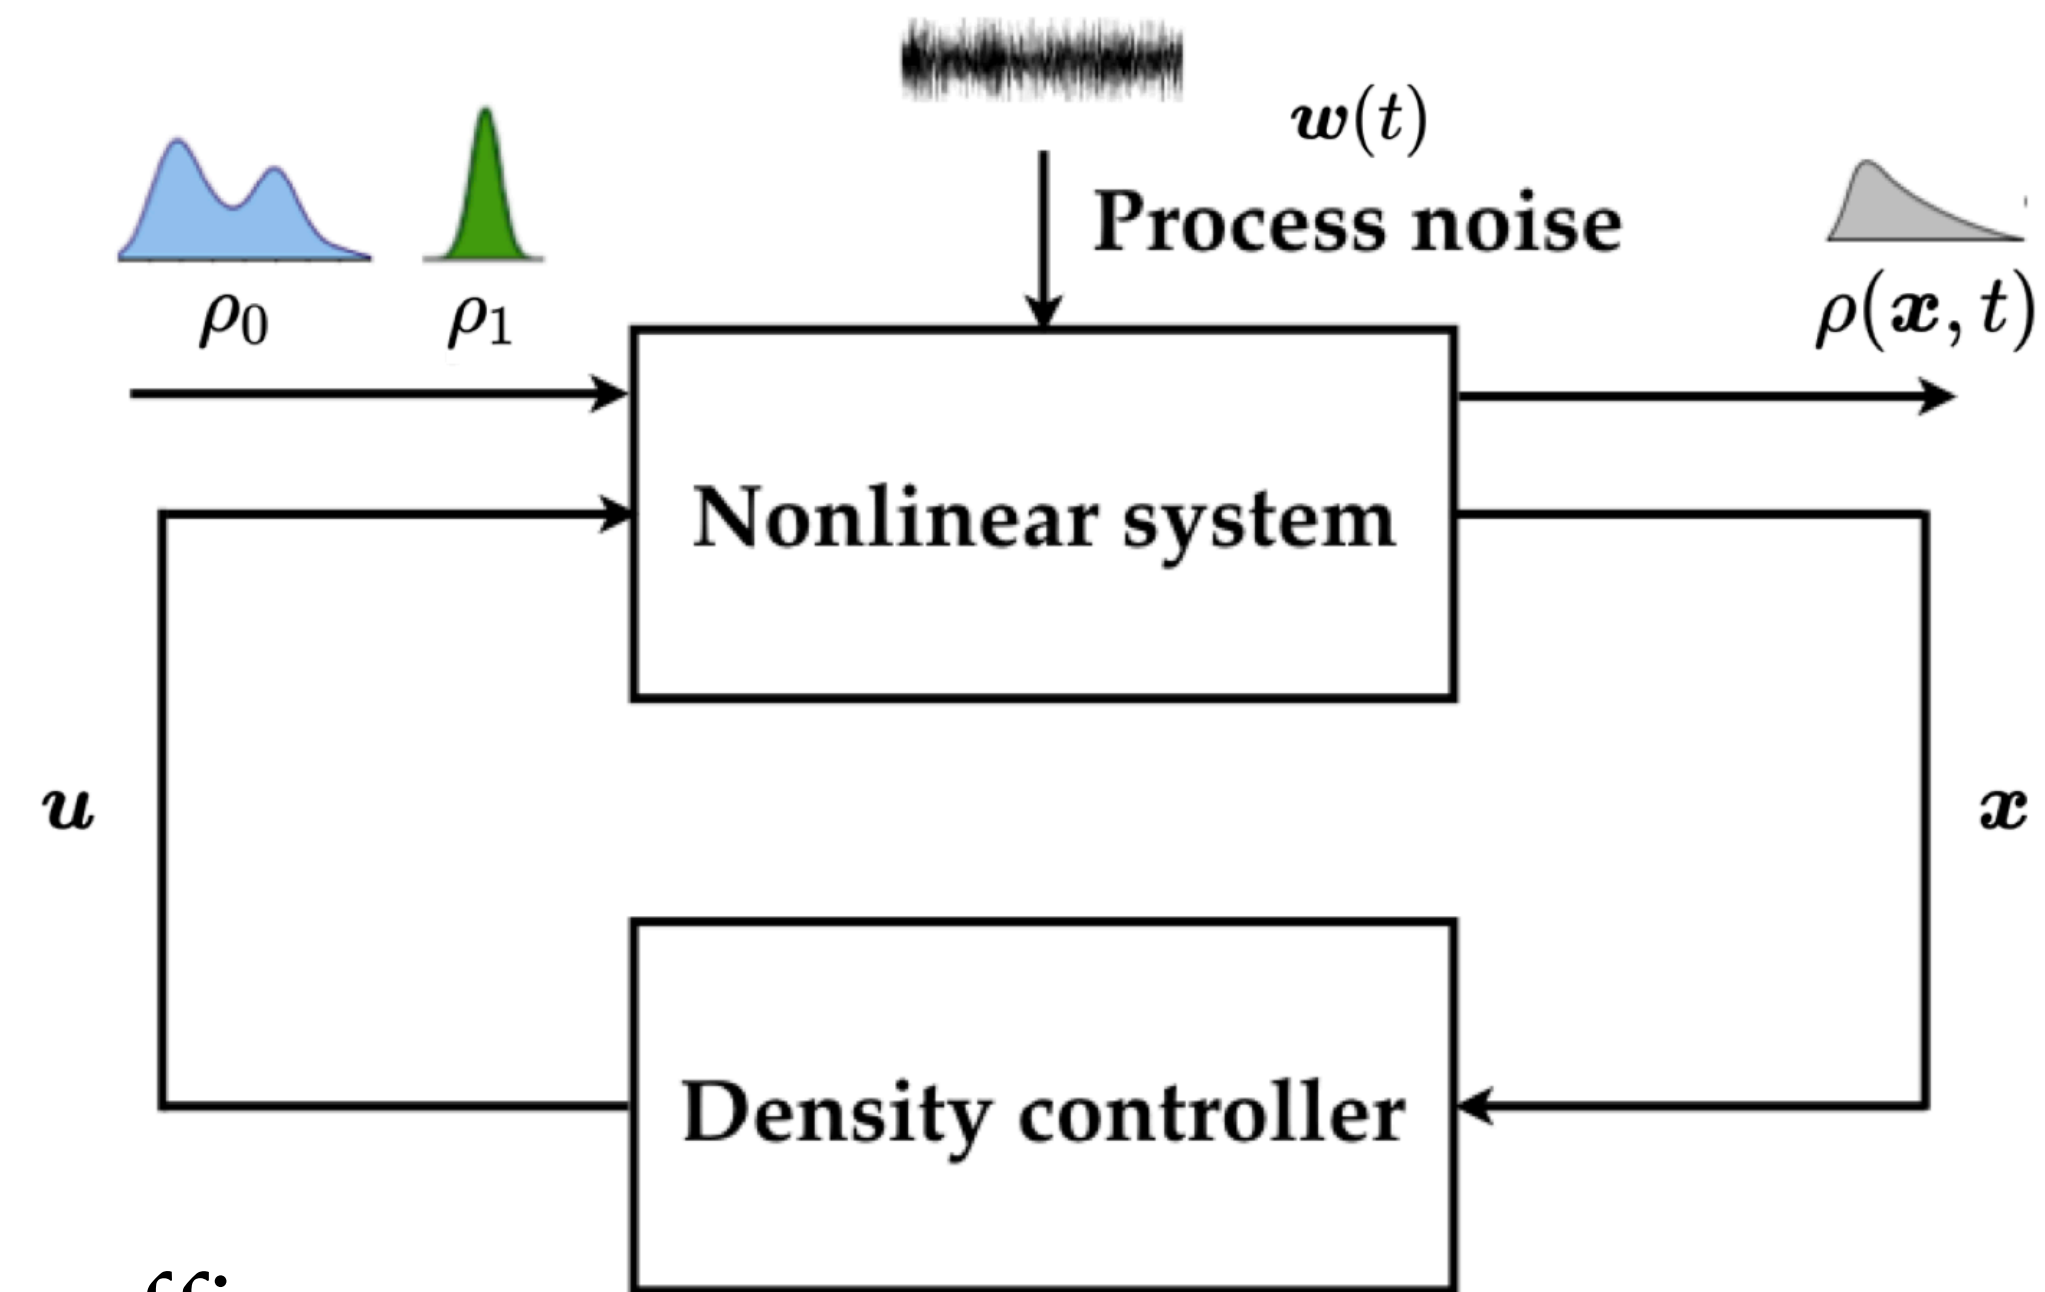 w(t)
Process noise
ρ₀ ρ₁
ρ(x, t)
Nonlinear system
u
x
Density controller